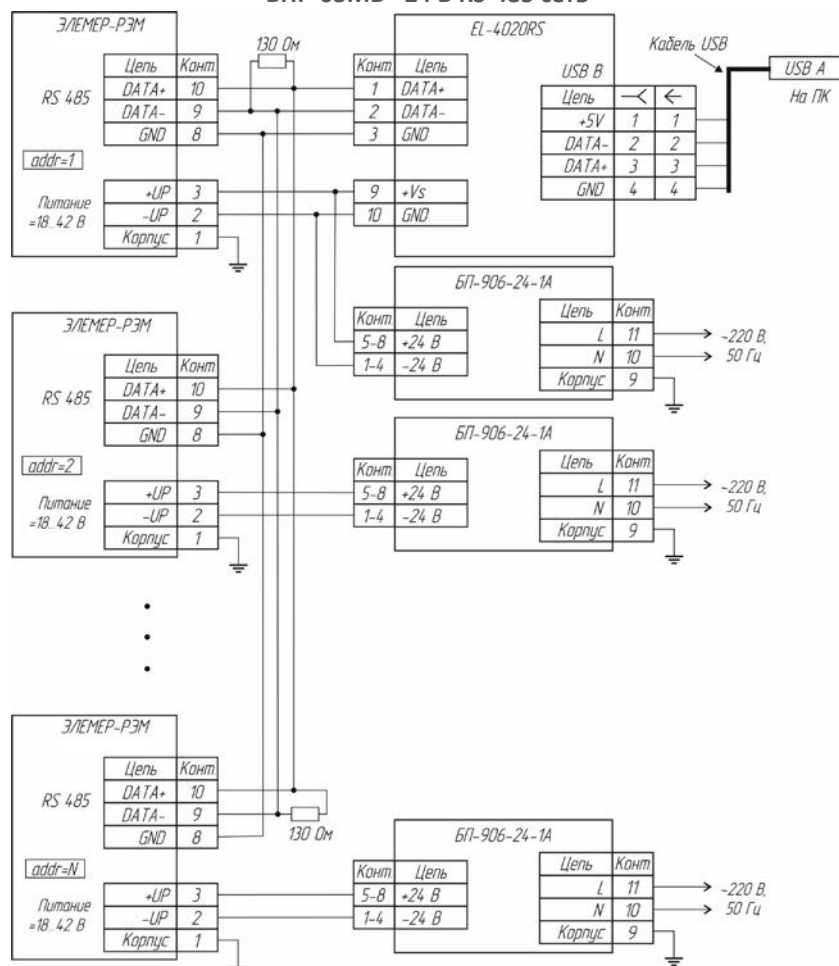 ЭЛЕМЕР-РЭМ
130 Ом
EL-4020RS
Кабель USB
USB A
На ПК
RS 485
Цепь Конт.
DATA+ 10
DATA- 9
GND 8
Конт. Цепь
1 DATA+
2 DATA-
3 GND
USB B
Цепь
+5V 1 1
DATA- 2 2
DATA+ 3 3
GND 4 4
addr=1
Питание
=18...42 В
+UP 3
-UP 2
Корпус 1
9 +Vs
10 GND
БП-906-24-1А
Конт. Цепь
5-8 +24 В
1-4 -24 В
Цепь Конт.
L 11
N 10
Корпус 9
~220 В,
50 Гц
ЭЛЕМЕР-РЭМ
RS 485
Цепь Конт.
DATA+ 10
DATA- 9
GND 8
addr=2
Питание
=18...42 В
+UP 3
-UP 2
Корпус 1
БП-906-24-1А
Конт. Цепь
5-8 +24 В
1-4 -24 В
Цепь Конт.
L 11
N 10
Корпус 9
~220 В,
50 Гц
ЭЛЕМЕР-РЭМ
RS 485
Цепь Конт.
DATA+ 10
DATA- 9
GND 8
130 Ом
addr=N
Питание
=18...42 В
+UP 3
-UP 2
Корпус 1
БП-906-24-1А
Конт. Цепь
5-8 +24 В
1-4 -24 В
Цепь Конт.
L 11
N 10
Корпус 9
~220 В,
50 Гц